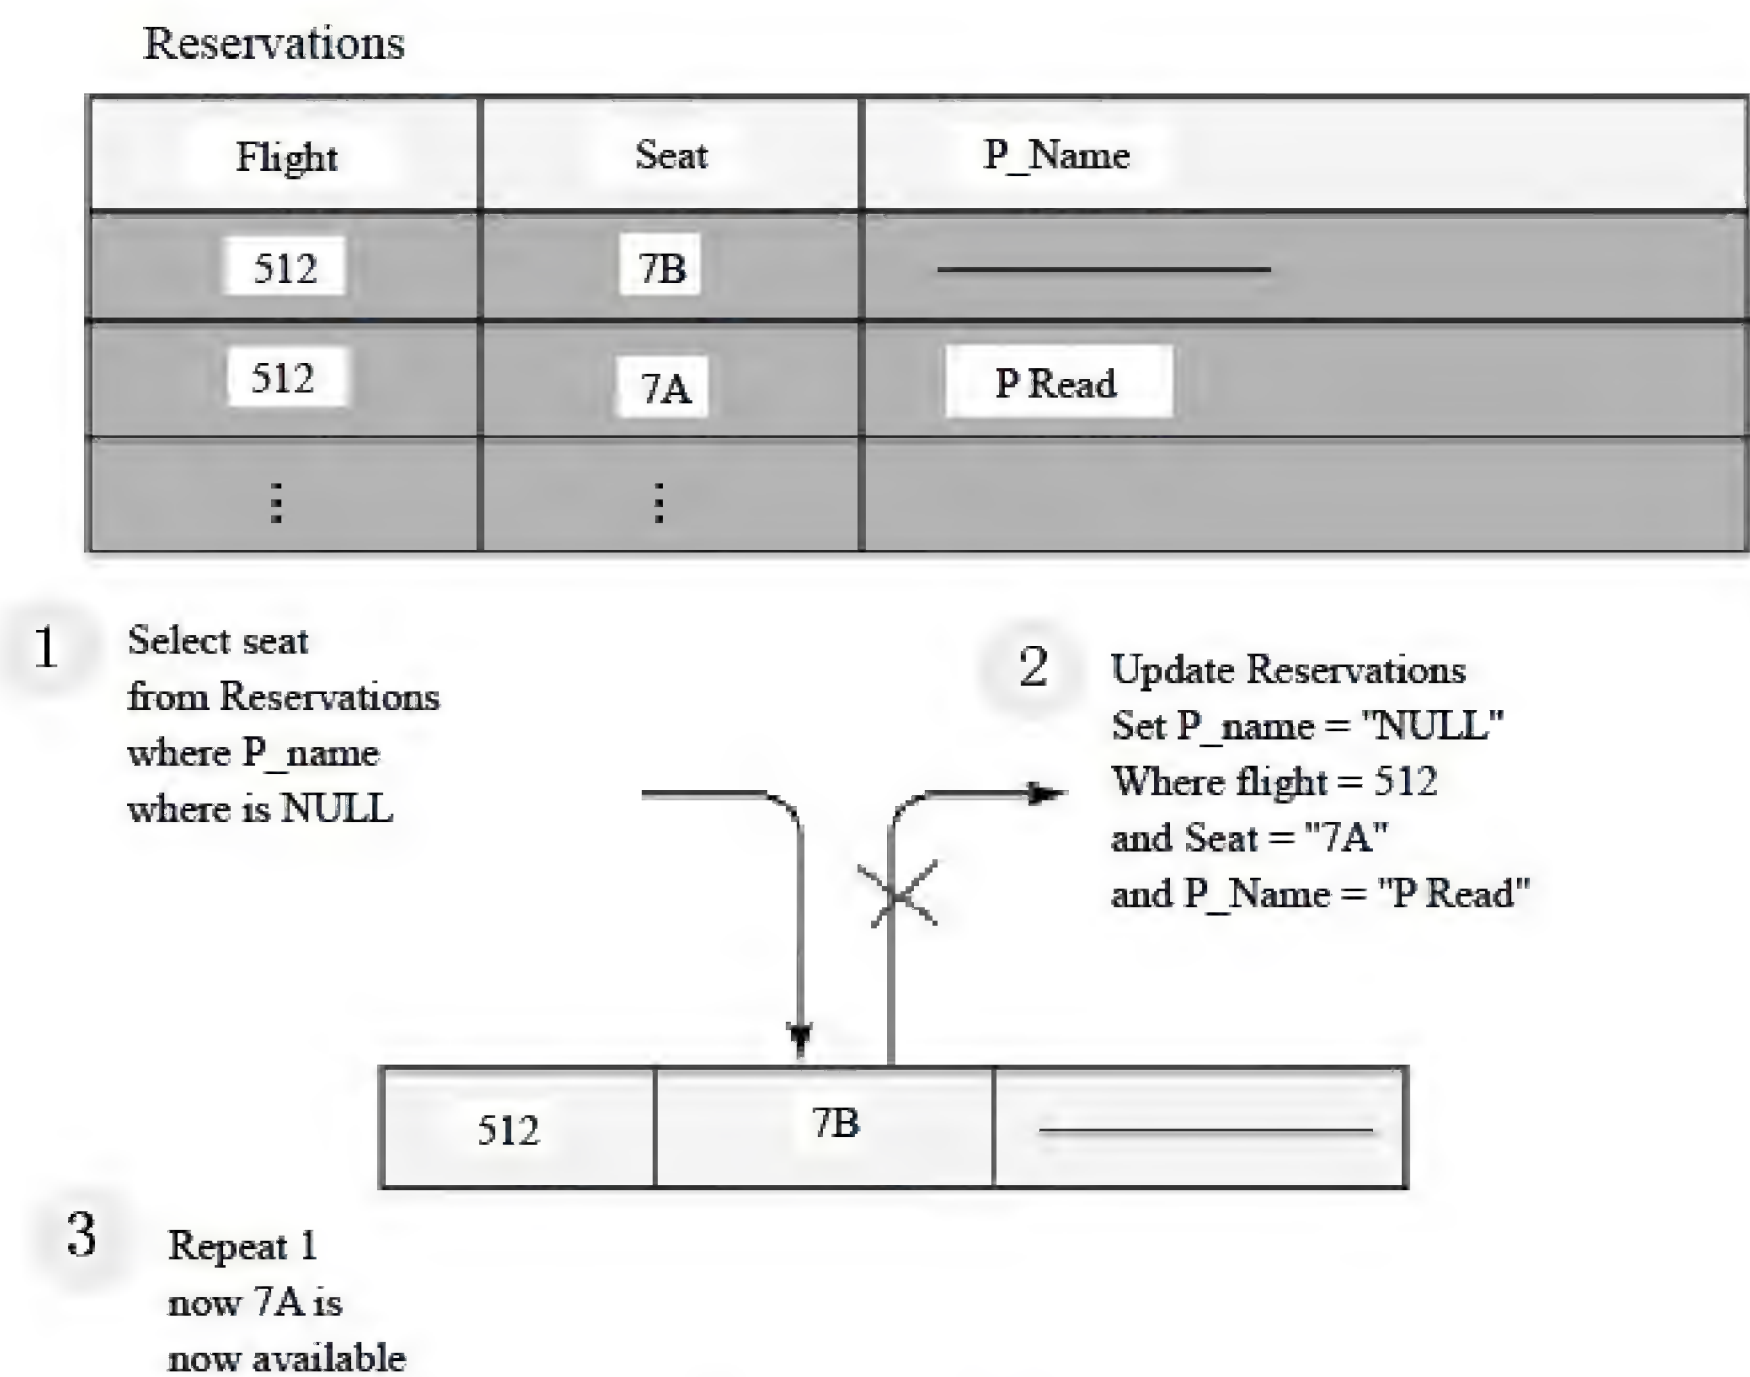 Reservations
Flight Seat P_Name
512 7B
512 7A P Read
1
Select seat
from Reservations
where P_name
where is NULL
2
Update Reservations
Set P_name = "NULL"
Where flight = 512
and Seat = "7A"
and P_Name = "P Read"
512 7B
3
Repeat 1
now 7A is
now available